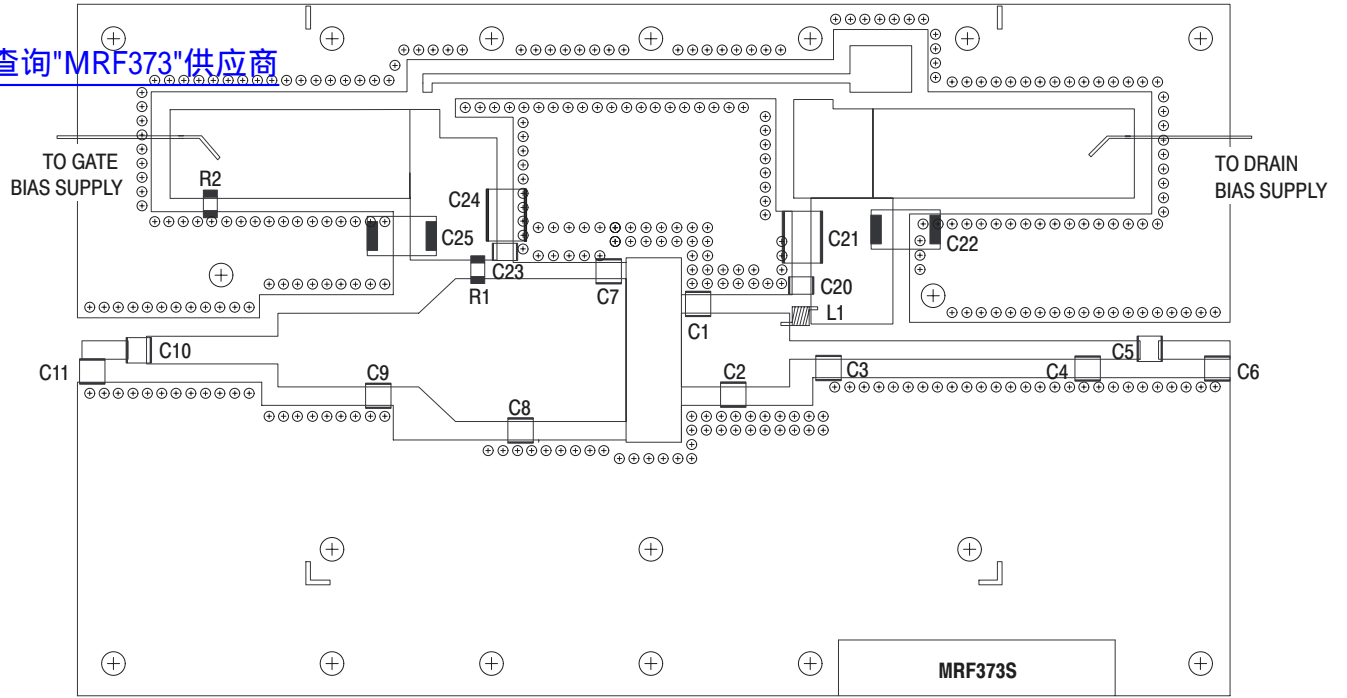 查询"MRF373"供应商
TO GATE
BIAS SUPPLY
TO DRAIN
BIAS SUPPLY
R2
C24
C25
C23
R1
C7
C1
C21
C22
C20
L1
C11
C10
C9
C8
C2
C3
C4
C5
C6
MRF373S